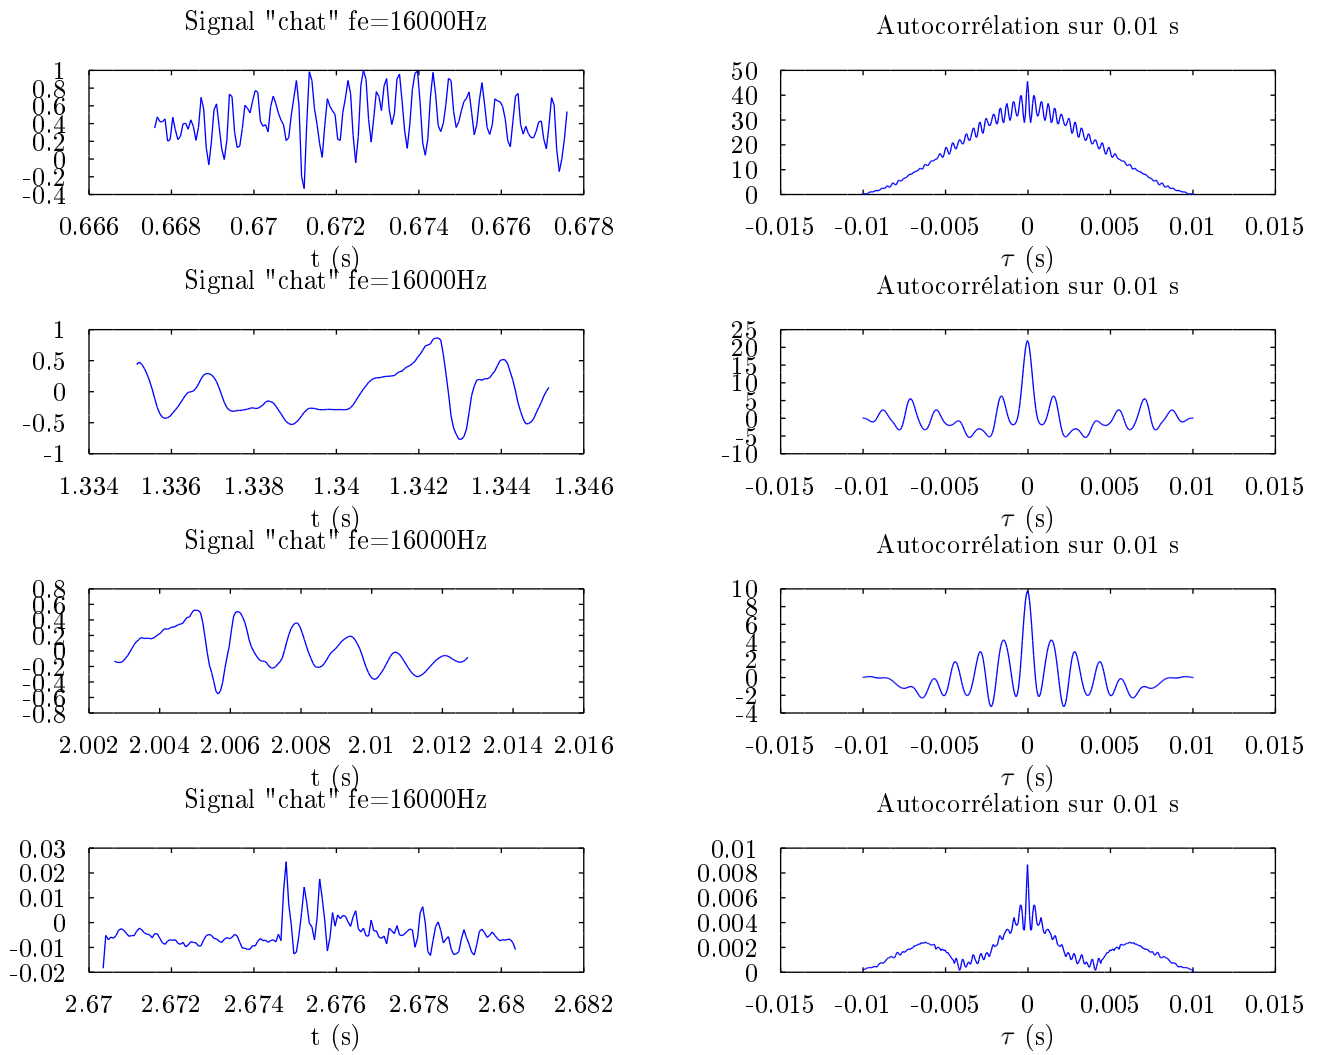 Signal "chat" fe=16000Hz
1
0.8
0.6
0.4
0.2
0
-0.2
-0.4
0.666 0.668 0.67 0.672 0.674 0.676 0.678
t (s)
Autocorrélation sur 0.01 s
50
40
30
20
10
0
-0.015 -0.01 -0.005 0 0.005 0.01 0.015
τ (s)
Signal "chat" fe=16000Hz
1
0.5
0
-0.5
-1
1.334 1.336 1.338 1.34 1.342 1.344 1.346
t (s)
Autocorrélation sur 0.01 s
25
20
15
10
5
0
-5
-10
-0.015 -0.01 -0.005 0 0.005 0.01 0.015
τ (s)
Signal "chat" fe=16000Hz
0.8
0.6
0.4
0.2
0
-0.2
-0.4
-0.6
-0.8
2.002 2.004 2.006 2.008 2.01 2.012 2.014 2.016
t (s)
Autocorrélation sur 0.01 s
10
8
6
4
2
0
-2
-4
-0.015 -0.01 -0.005 0 0.005 0.01 0.015
τ (s)
Signal "chat" fe=16000Hz
0.03
0.02
0.01
0
-0.01
-0.02
2.67 2.672 2.674 2.676 2.678 2.68 2.682
t (s)
Autocorrélation sur 0.01 s
0.01
0.008
0.006
0.004
0.002
0
-0.015 -0.01 -0.005 0 0.005 0.01 0.015
τ (s)